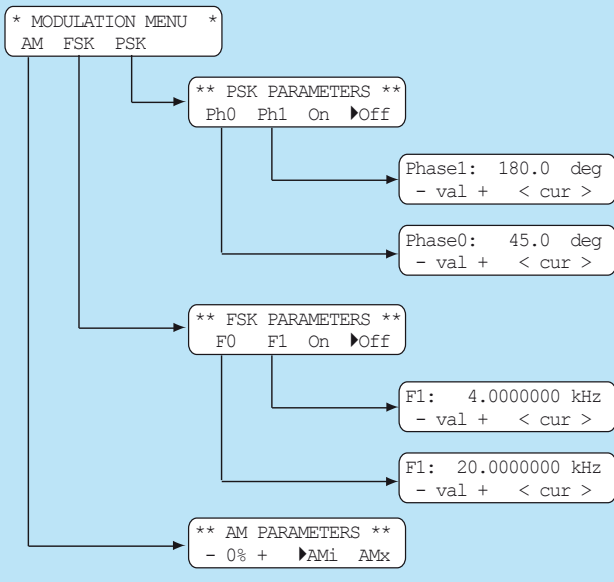 * MODULATION MENU *
AM FSK PSK
** PSK PARAMETERS **
Ph0 Ph1 On ▶Off
Phase1: 180.0 deg
- val + < cur >
Phase0: 45.0 deg
- val + < cur >
** FSK PARAMETERS **
F0 F1 On ▶Off
F1: 4.0000000 kHz
- val + < cur >
F1: 20.0000000 kHz
- val + < cur >
** AM PARAMETERS **
- 0% + ▶AMi AMx